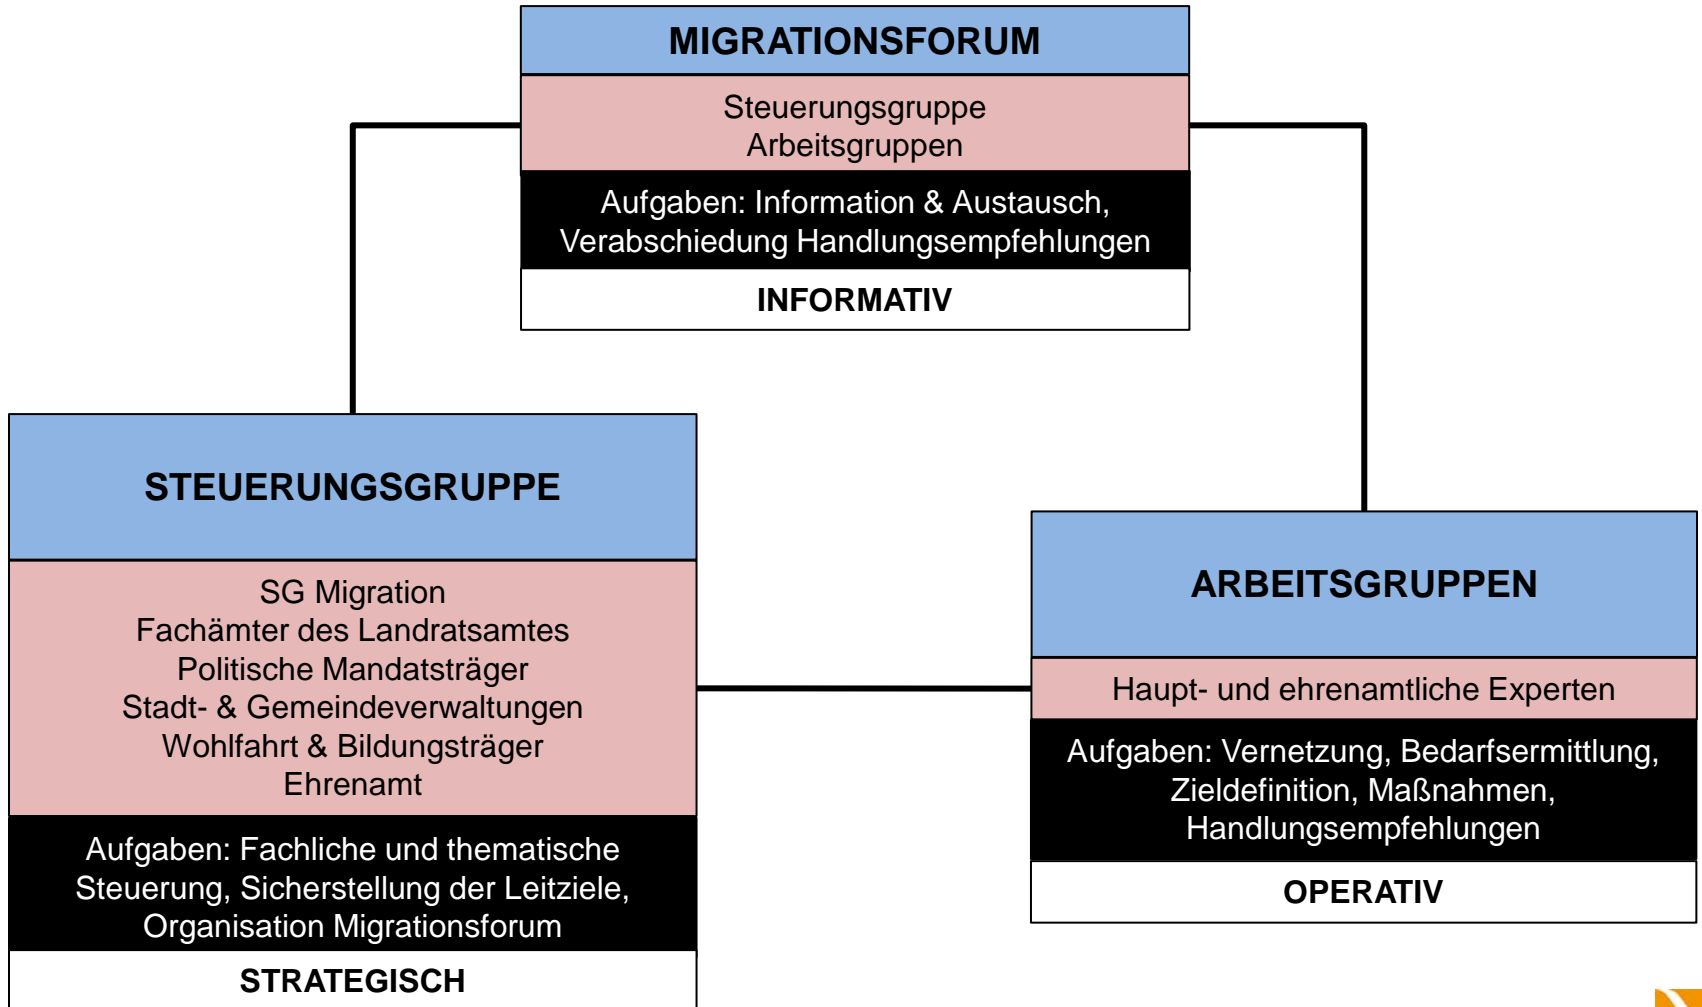 MIGRATIONSFORUM
Steuerungsgruppe
Arbeitsgruppen
Aufgaben: Information & Austausch,
Verabschiedung Handlungsempfehlungen
INFORMATIV
STEUERUNGSGRUPPE
SG Migration
Fachämter des Landratsamtes
Politische Mandatsträger
Stadt- & Gemeindeverwaltungen
Wohlfahrt & Bildungsträger
Ehrenamt
Aufgaben: Fachliche und thematische
Steuerung, Sicherstellung der Leitziele,
Organisation Migrationsforum
STRATEGISCH
ARBEITSGRUPPEN
Haupt- und ehrenamtliche Experten
Aufgaben: Vernetzung, Bedarfsermittlung,
Zieldefinition, Maßnahmen,
Handlungsempfehlungen
OPERATIV